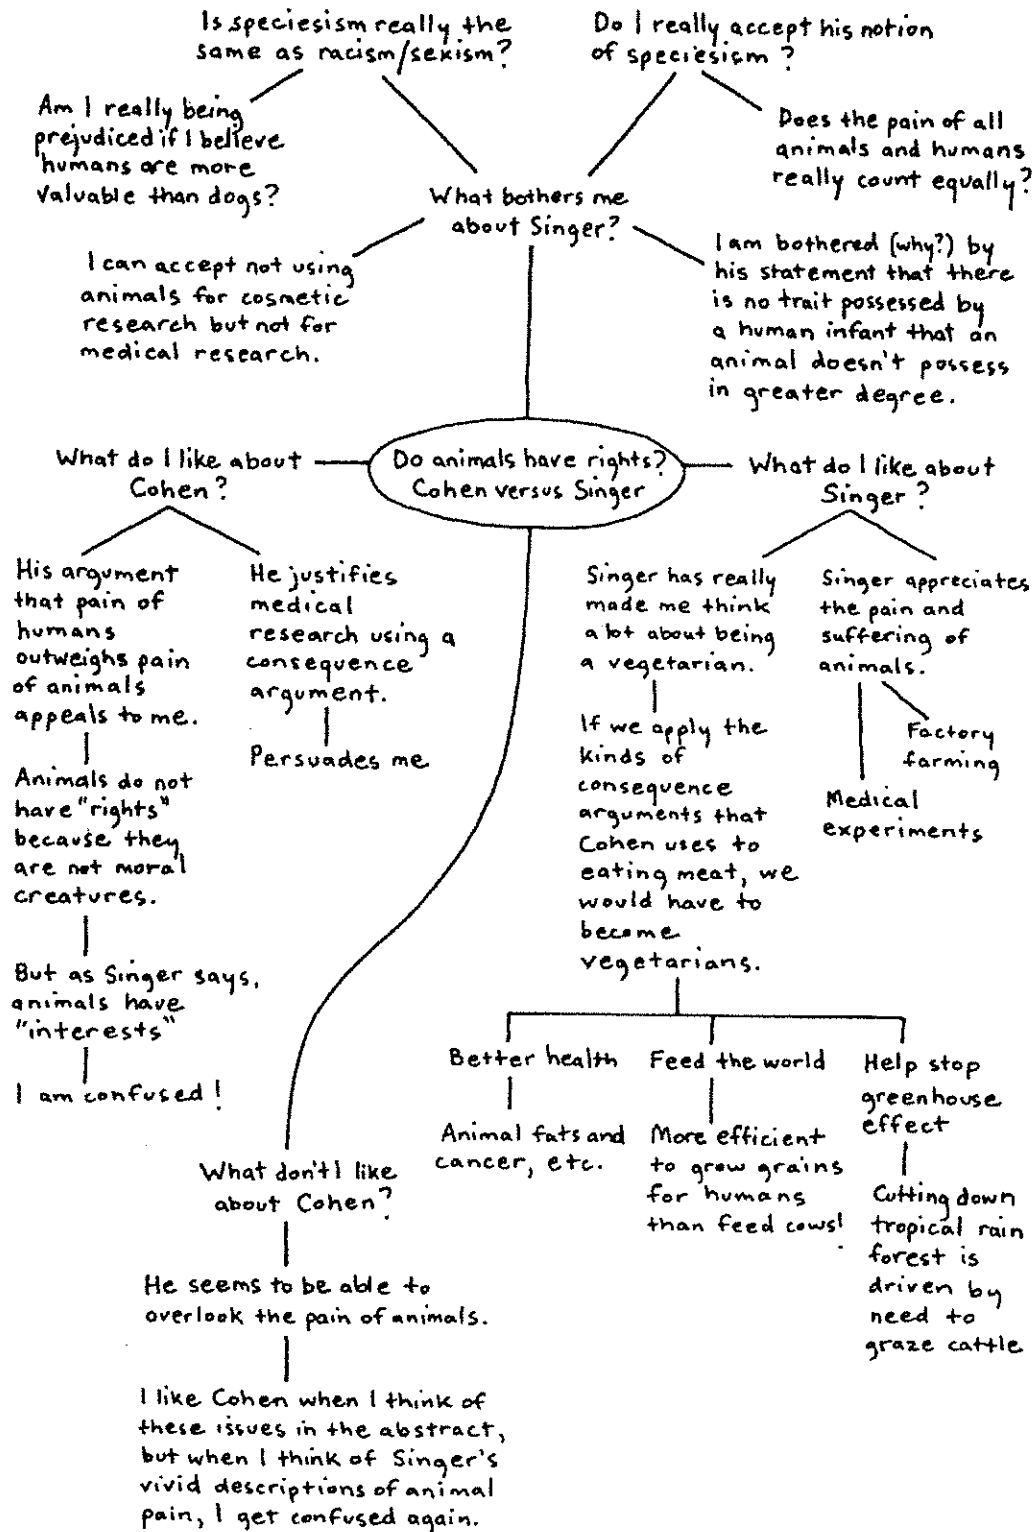 Is speciesism really the
same as racism/sexism?
Do I really accept his notion
of speciesism?
Am I really being
prejudiced if I believe
humans are more
valuable than dogs?
Does the pain of all
animals and humans
really count equally?
What bothers me
about Singer?
I can accept not using
animals for cosmetic
research but not for
medical research.
I am bothered (why?) by
his statement that there
is no trait possessed by
a human infant that an
animal doesn't possess
in greater degree.
What do I like about
Cohen?
Do animals have rights?
Cohen versus Singer
What do I like about
Singer?
His argument
that pain of
humans
outweighs pain
of animals
appeals to me.
Animals do not
have "rights"
because they
are not moral
creatures.
But as Singer says,
animals have
"interests"
I am confused!
He justifies
medical
research using a
consequence
argument.
Persuades me
Singer has really
made me think
a lot about being
a vegetarian.
If we apply the
kinds of
consequence
arguments that
Cohen uses to
eating meat, we
would have to
become
vegetarians.
Singer appreciates
the pain and
suffering of
animals.
Factory
farming
Medical
experiments
Better health
Animal fats and
cancer, etc.
Feed the world
More efficient
to grow grains
for humans
than feed cows!
Help stop
greenhouse
effect
Cutting down
tropical rain
forest is
driven by
need to
graze cattle
What don't I like
about Cohen?
He seems to be able to
overlook the pain of animals.
I like Cohen when I think of
these issues in the abstract,
but when I think of Singer's
vivid descriptions of animal
pain, I get confused again.